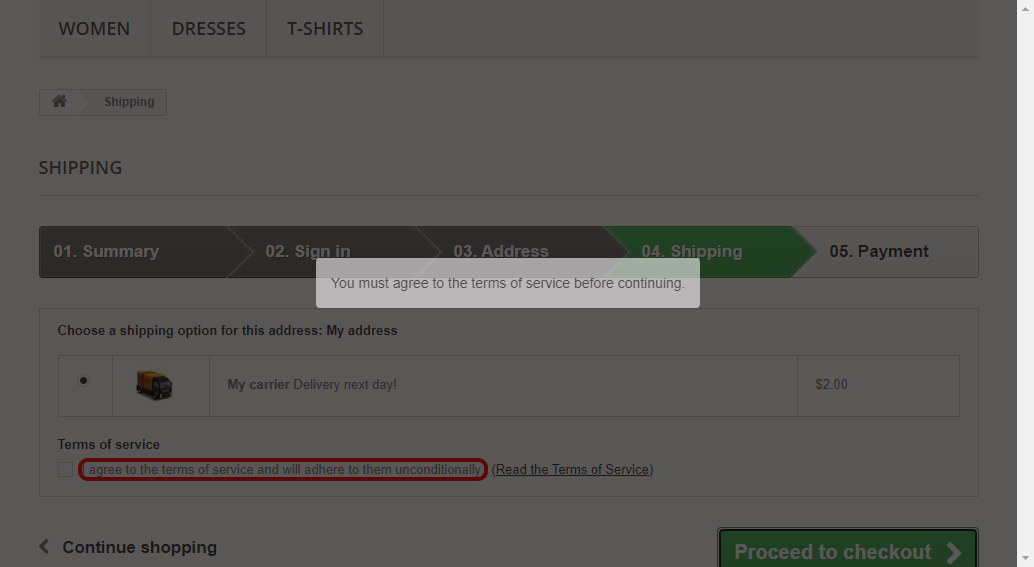 WOMEN DRESSES T-SHIRTS
Shipping
SHIPPING
01. Summary 02. Sign in 03. Address 04. Shipping 05. Payment
You must agree to the terms of service before continuing.
Choose a shipping option for this address: My address
My carrier Delivery next day! $2.00
Terms of service
I agree to the terms of service and will adhere to them unconditionally. (Read the Terms of Service)
Continue shopping Proceed to checkout